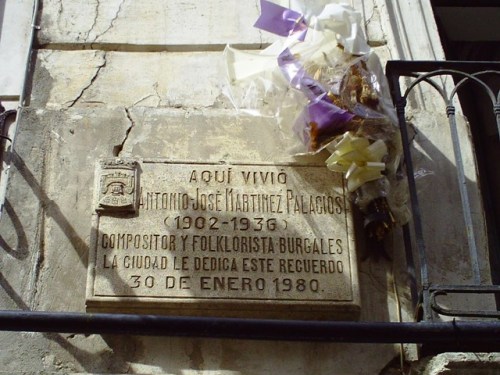 AQUÍ VIVIÓ
ANTONIO-JOSÉ MARTÍNEZ PALACIOS
(1902-1936)
COMPOSITOR Y FOLKLORISTA BURGALES
LA CIUDAD LE DEDICA ESTE RECUERDO
30 DE ENERO 1980.